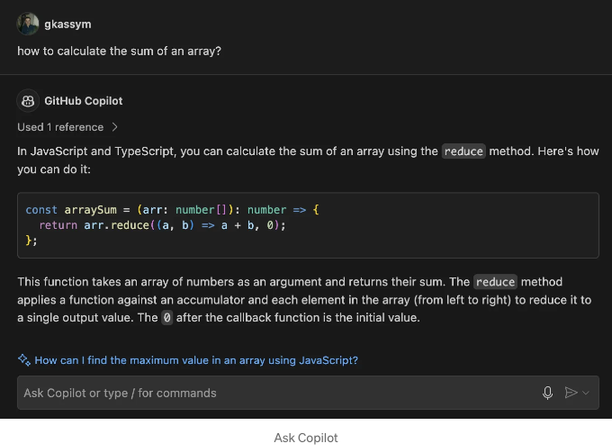 gkassym
how to calculate the sum of an array?
GitHub Copilot
Used 1 reference
In JavaScript and TypeScript, you can calculate the sum of an array using the reduce method. Here's how
you can do it:
const arraySum = (arr: number[]): number => {
  return arr.reduce((a, b) => a + b, 0);
};
This function takes an array of numbers as an argument and returns their sum. The reduce method
applies a function against an accumulator and each element in the array (from left to right) to reduce it to
a single output value. The 0 after the callback function is the initial value.
How can I find the maximum value in an array using JavaScript?
Ask Copilot or type / for commands
Ask Copilot